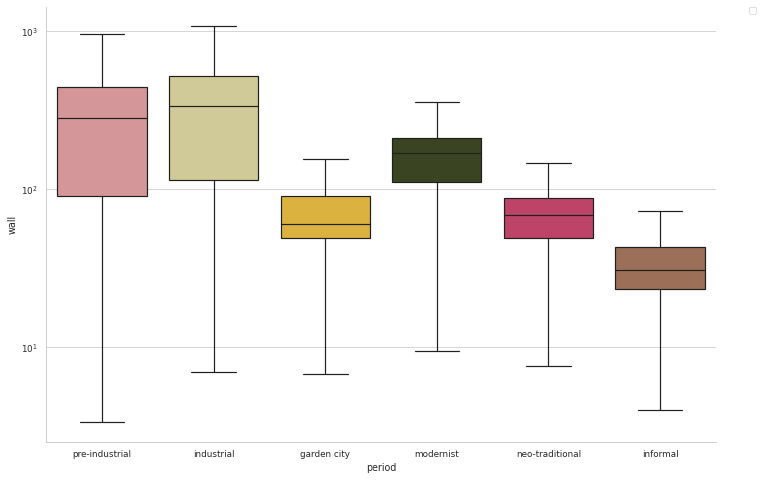 10³
10²
10¹
wall
pre-industrial
industrial
garden city
modernist
neo-traditional
informal
period